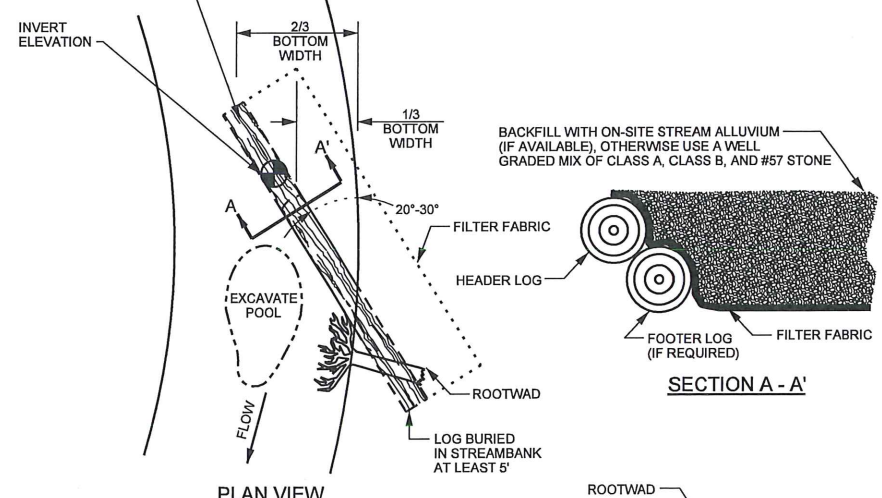 INVERT
ELEVATION
2/3
BOTTOM
WIDTH
1/3
BOTTOM
WIDTH
A'
A
20°-30°
FILTER FABRIC
EXCAVATE
POOL
ROOTWAD
FLOW
LOG BURIED
IN STREAMBANK
AT LEAST 5'
PLAN VIEW
BACKFILL WITH ON-SITE STREAM ALLUVIUM
(IF AVAILABLE), OTHERWISE USE A WELL
GRADED MIX OF CLASS A, CLASS B, AND #57 STONE
HEADER LOG
FOOTER LOG
(IF REQUIRED)
FILTER FABRIC
SECTION A - A'
ROOTWAD